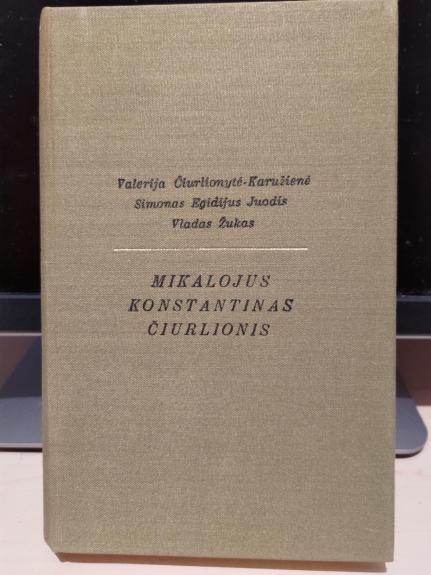 Valerija Čiurlionytė-Karužienė
Simonas Egidijus Juodis
Vladas Žukas
MIKALOJUS
KONSTANTINAS
ČIURLIONIS